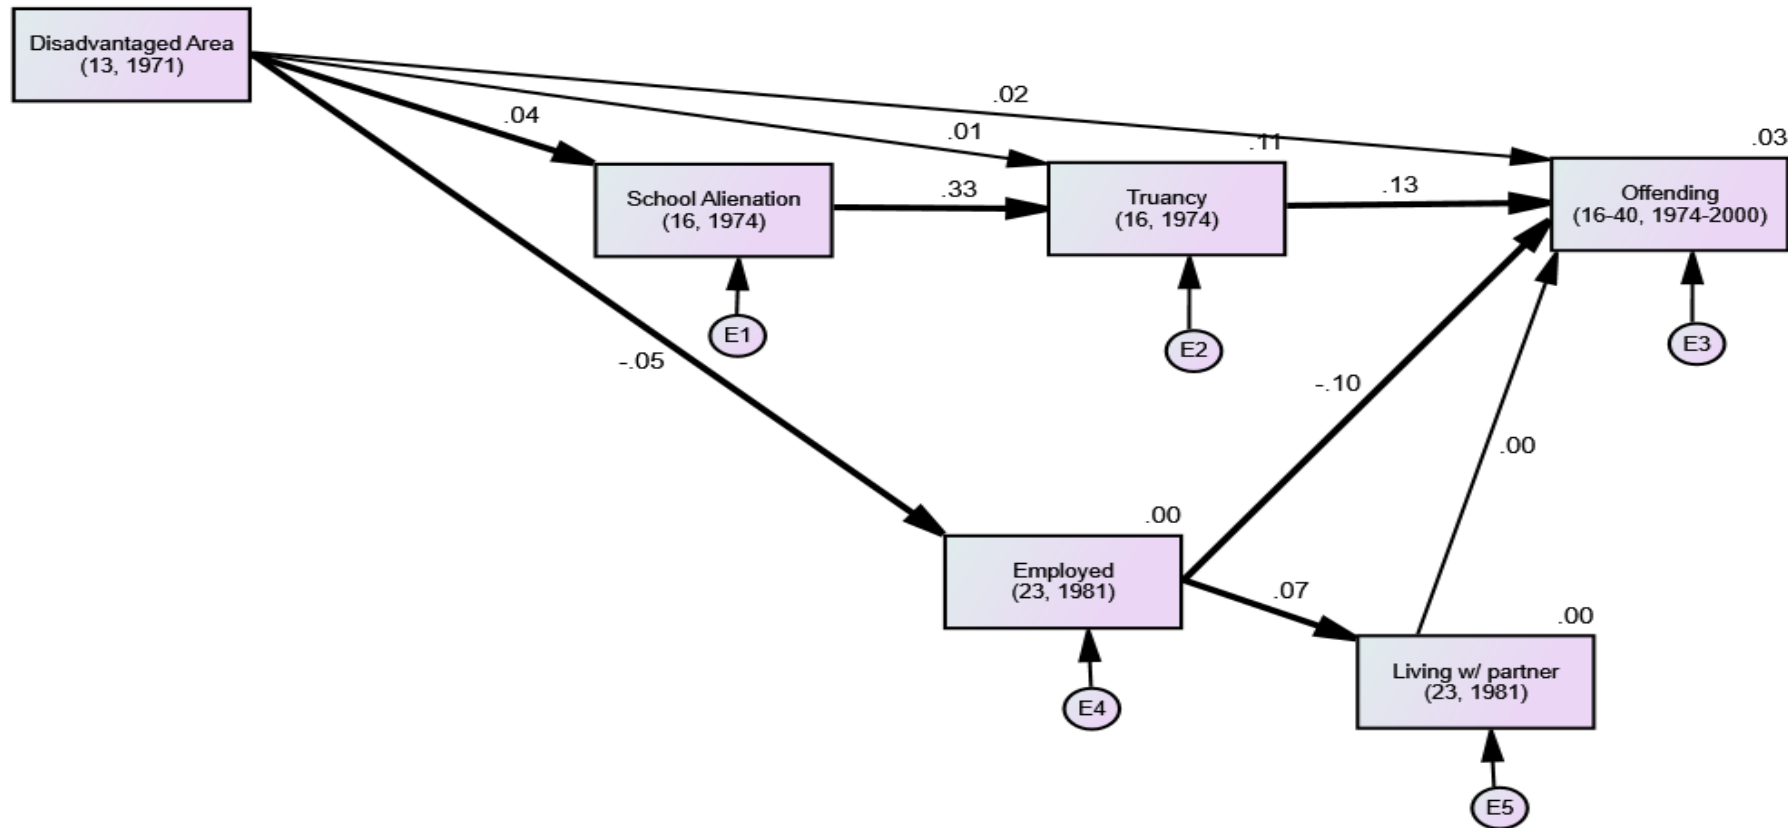 Disadvantaged Area
(13, 1971)
.02
.04
.01
.11
.03
School Alienation
(16, 1974)
.33
Truancy
(16, 1974)
.13
Offending
(16-40, 1974-2000)
E1
E2
E3
-.05
-.10
.00
.00
Employed
(23, 1981)
.07
.00
Living w/ partner
(23, 1981)
E4
E5